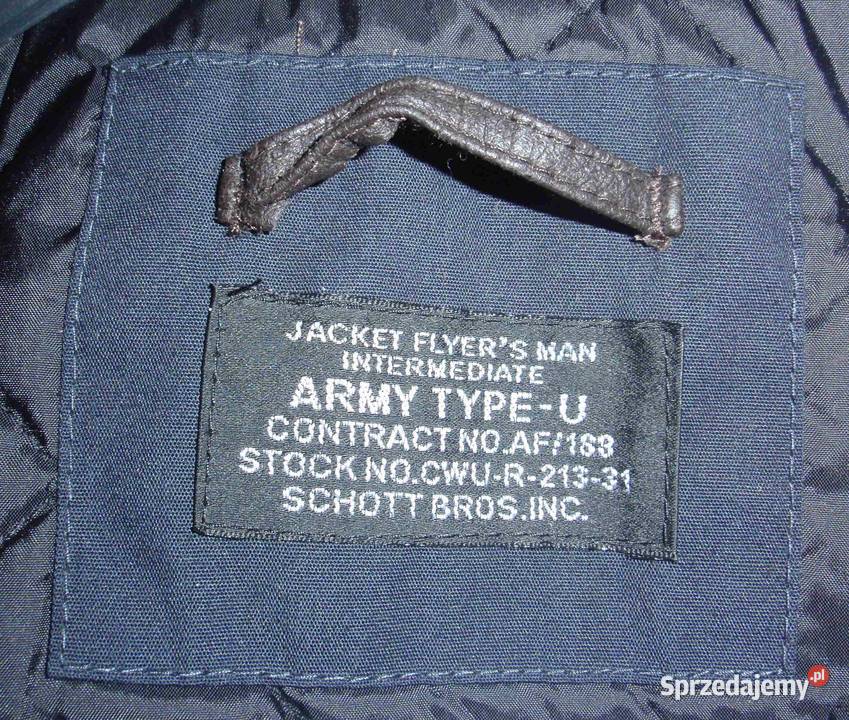 JACKET FLYER'S MAN
INTERMEDIATE
ARMY TYPE-U
CONTRACT NO.AF/188
STOCK NO.CWU-R-213-31
SCHOTT BROS.INC.
Sprzedajemy.pl